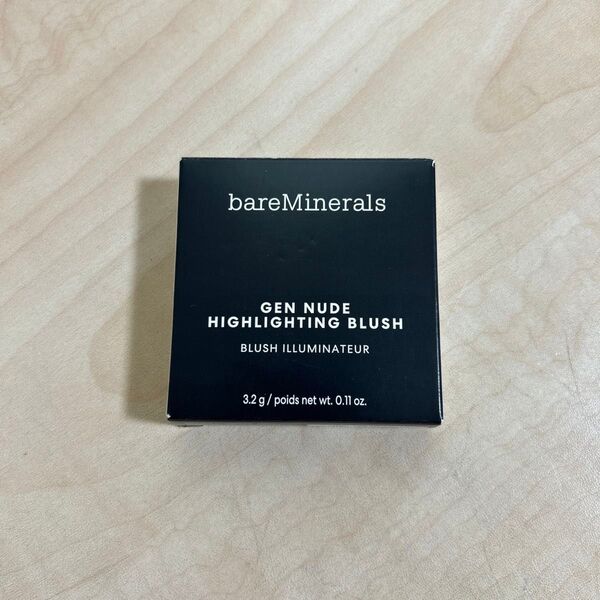 bareMinerals
GEN NUDE
HIGHLIGHTING BLUSH
BLUSH ILLUMINATEUR
3.2 g / poids net wt. 0.11 oz.